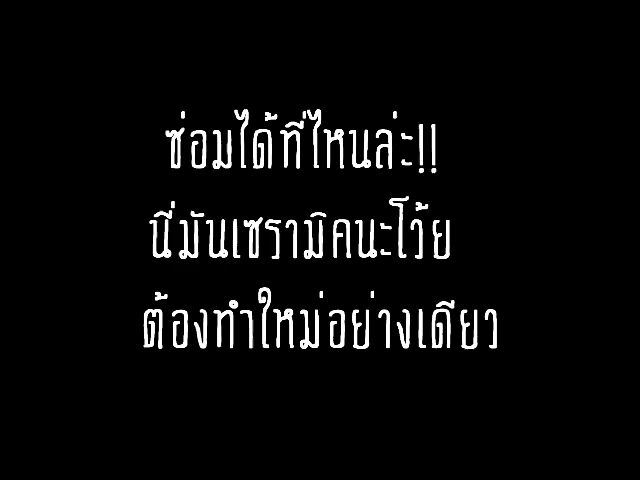 ซ่อมได้ที่ไหนล่ะ!!
นี่มันเซรามิคนะโว้ย
ต้องทำใหม่อย่างเดียว